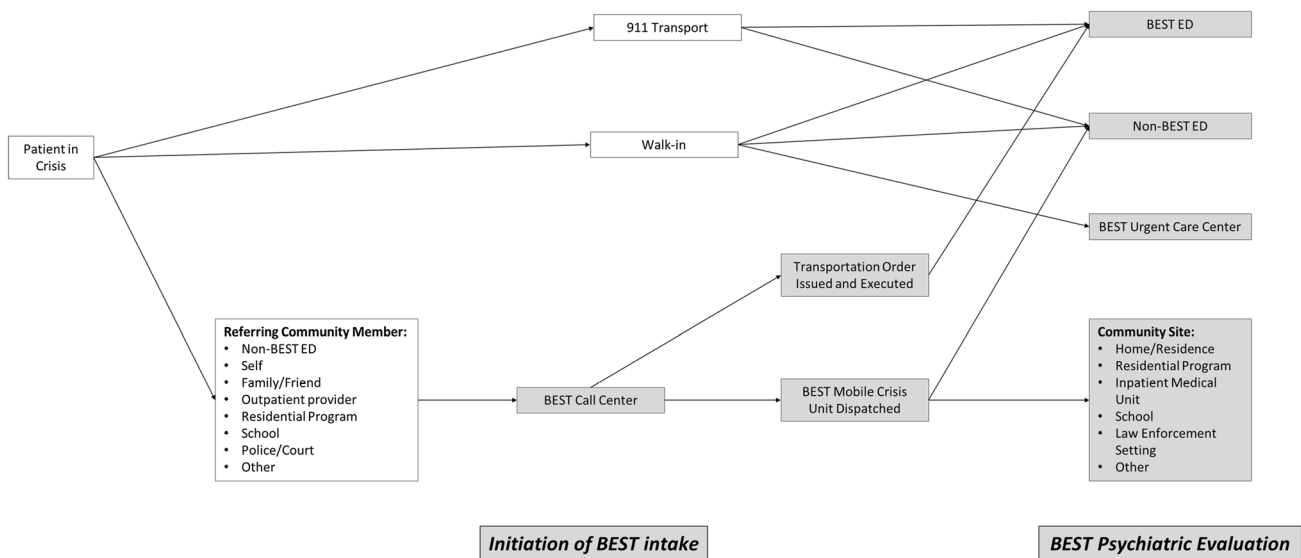 911 Transport
BEST ED
Patient in
Crisis
Walk-in
Non-BEST ED
BEST Urgent Care Center
Transportation Order
Issued and Executed
Referring Community Member:
• Non-BEST ED
• Self
• Family/Friend
• Outpatient provider
• Residential Program
• School
• Police/Court
• Other
BEST Call Center
BEST Mobile Crisis
Unit Dispatched
Community Site:
• Home/Residence
• Residential Program
• Inpatient Medical
Unit
• School
• Law Enforcement
Setting
• Other
Initiation of BEST intake
BEST Psychiatric Evaluation